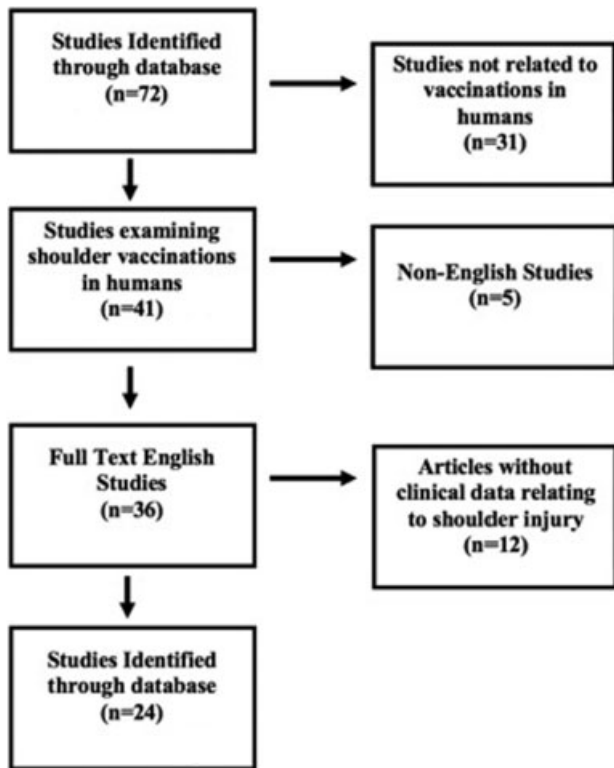 Studies Identified
through database
(n=72)
Studies not related to
vaccinations in
humans
(n=31)
Studies examining
shoulder vaccinations
in humans
(n=41)
Non-English Studies
(n=5)
Full Text English
Studies
(n=36)
Articles without
clinical data relating
to shoulder injury
(n=12)
Studies Identified
through database
(n=24)